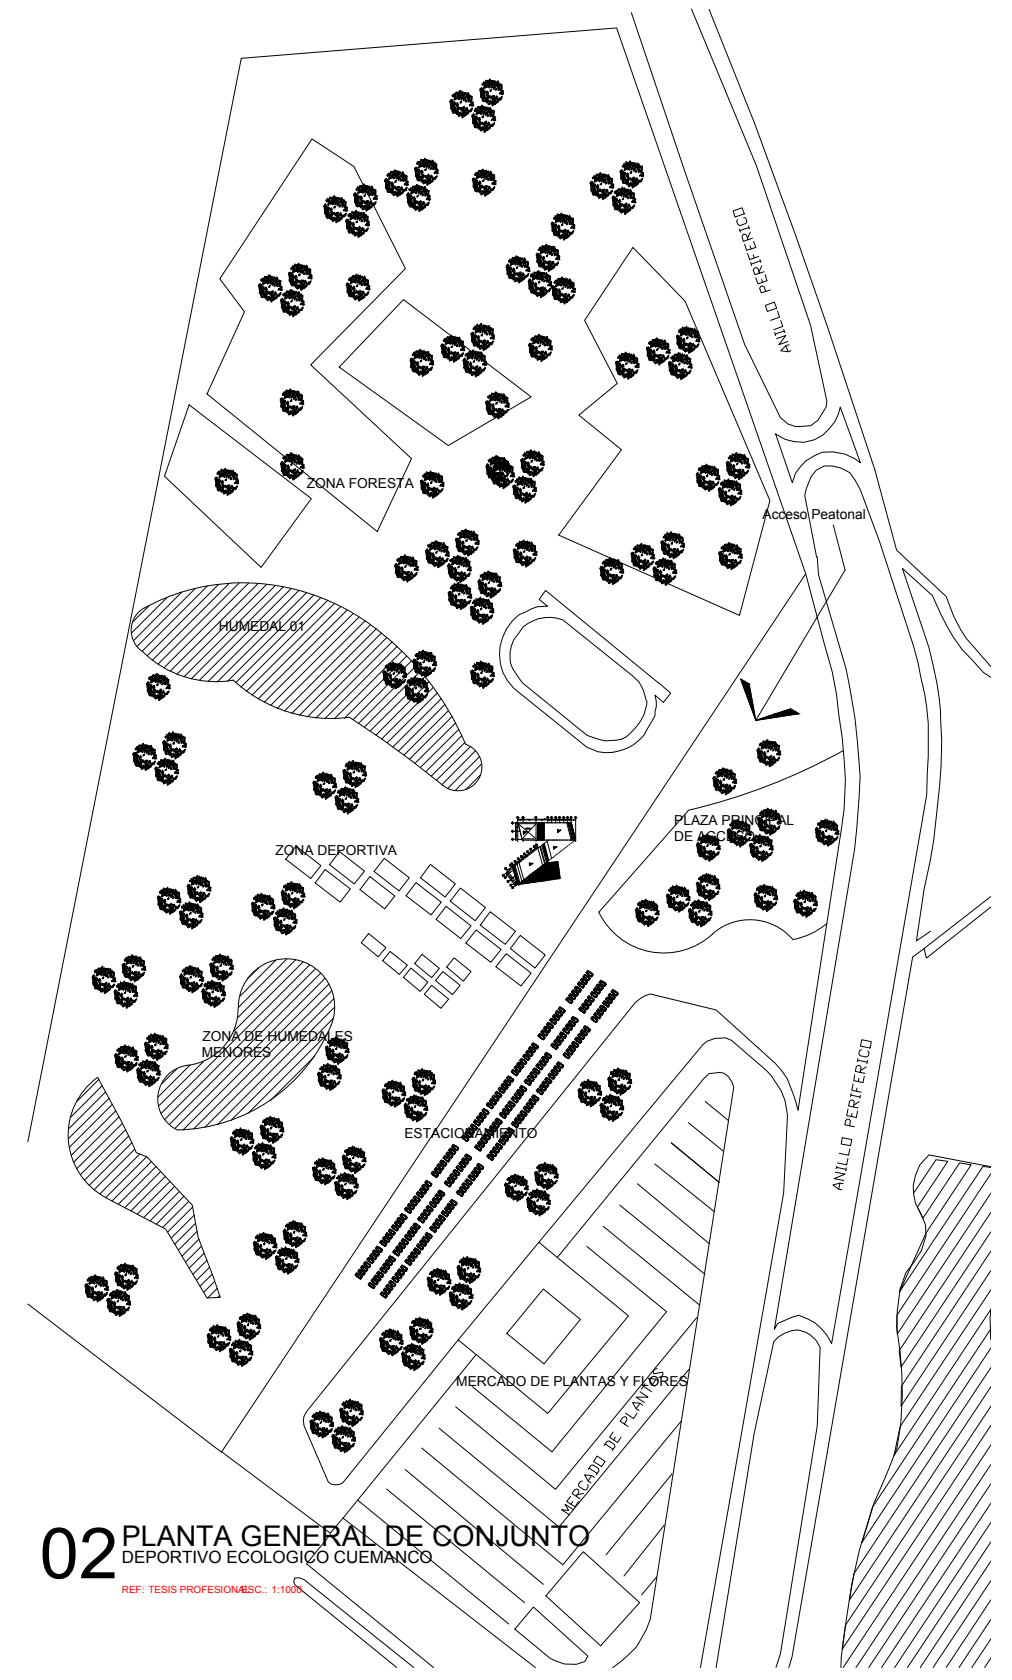 ANILLO PERIFERICO
ZONA FORESTA
Acceso Peatonal
HUMEDAL 01
PLAZA PRINCIPAL
DE ACCESO
ZONA DEPORTIVA
ZONA DE HUMEDALES
MENORES
ESTACIONAMIENTO
ANILLO PERIFERICO
MERCADO DE PLANTAS Y FLORES
MERCADO DE PLANTAS
02
PLANTA GENERAL DE CONJUNTO
DEPORTIVO ECOLOGICO CUEMANCO
REF: TESIS PROFESIONAL ESC.: 1:1000